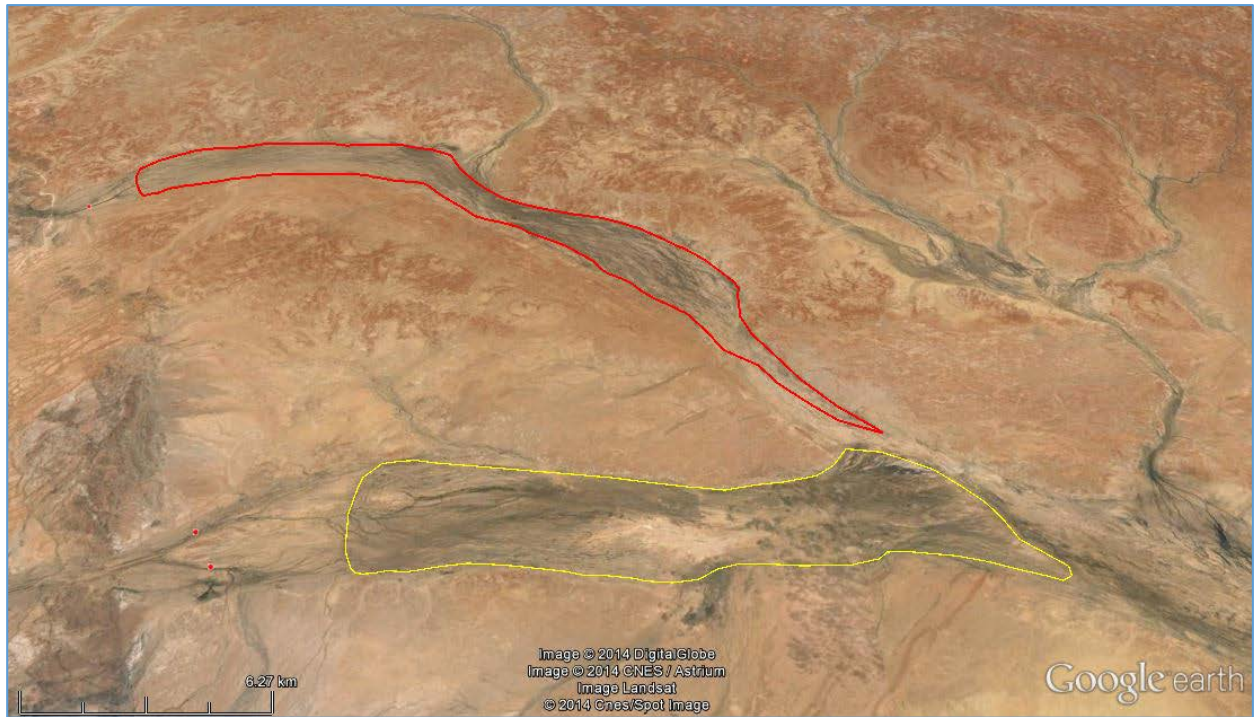 6.27 km
Image © 2014 DigitalGlobe
Image © 2014 CNES / Astrium
Image Landsat
© 2014 Cnes/Spot Image
Google earth